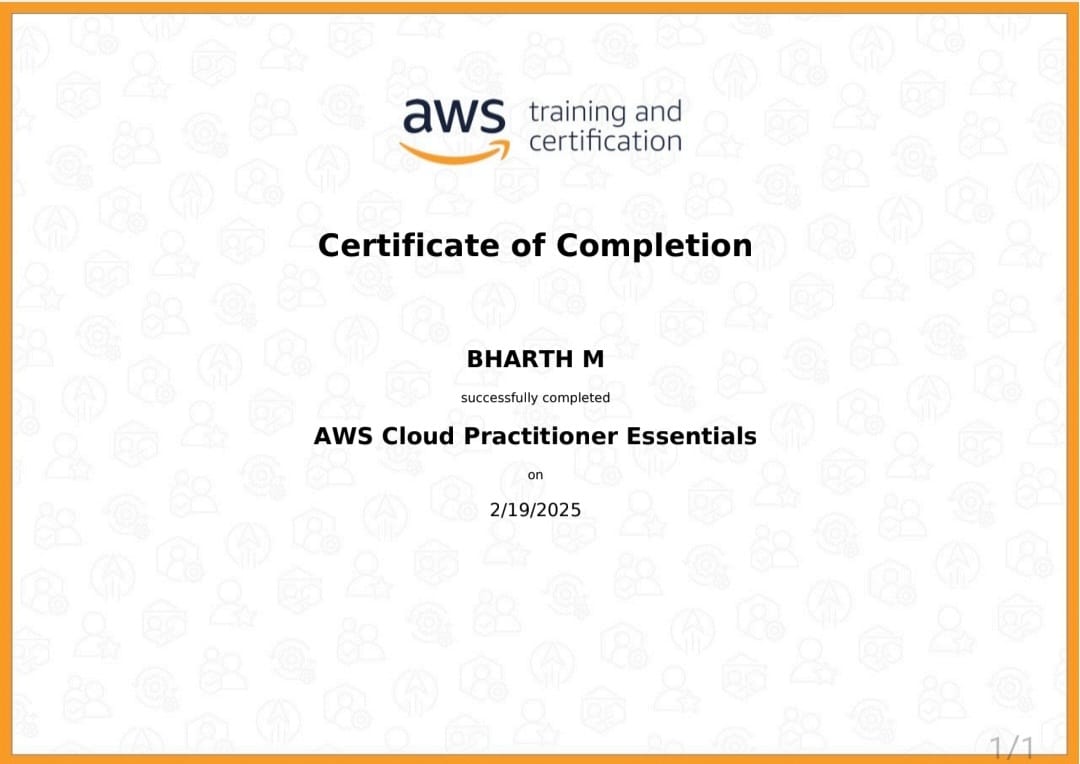 aws training and
certification
Certificate of Completion
BHARTH M
successfully completed
AWS Cloud Practitioner Essentials
on
2/19/2025
1/1